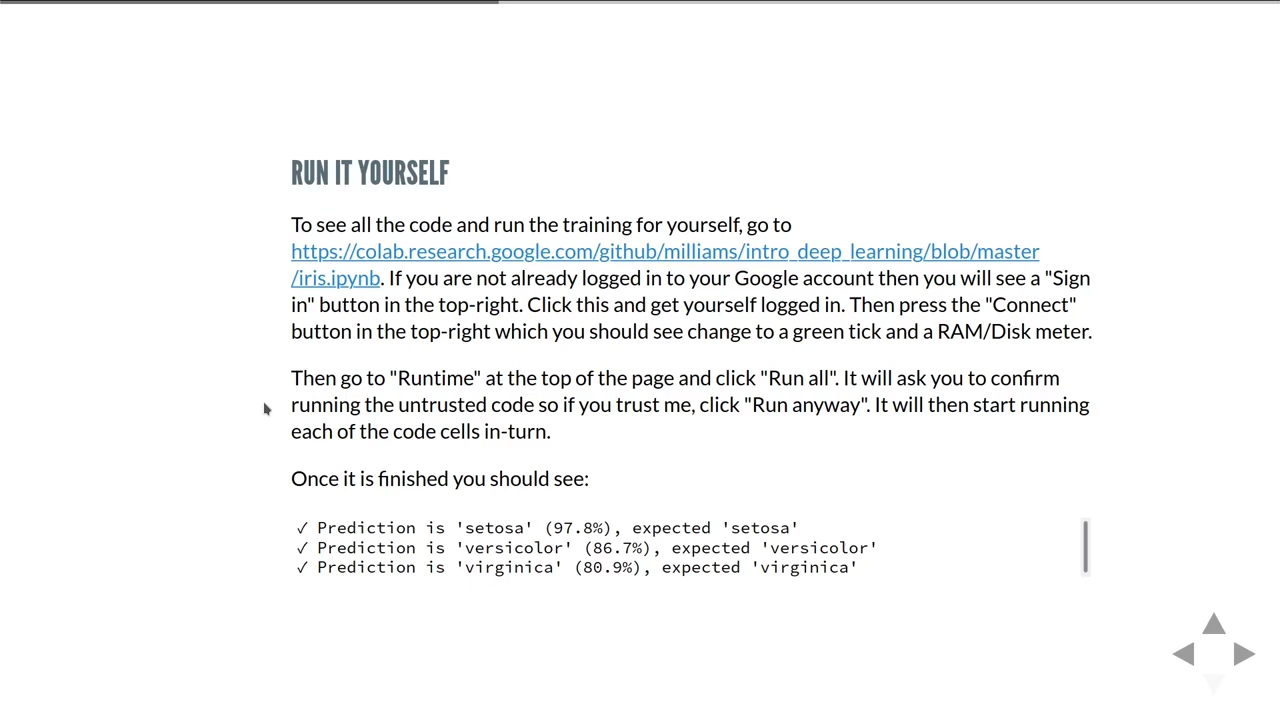 RUN IT YOURSELF
To see all the code and run the training for yourself, go to
https://colab.research.google.com/github/milliams/intro_deep_learning/blob/master
/iris.ipynb. If you are not already logged in to your Google account then you will see a "Sign
in" button in the top-right. Click this and get yourself logged in. Then press the "Connect"
button in the top-right which you should see change to a green tick and a RAM/Disk meter.
Then go to "Runtime" at the top of the page and click "Run all". It will ask you to confirm
running the untrusted code so if you trust me, click "Run anyway". It will then start running
each of the code cells in-turn.
Once it is finished you should see:
✓ Prediction is 'setosa' (97.8%), expected 'setosa'
✓ Prediction is 'versicolor' (86.7%), expected 'versicolor'
✓ Prediction is 'virginica' (80.9%), expected 'virginica'